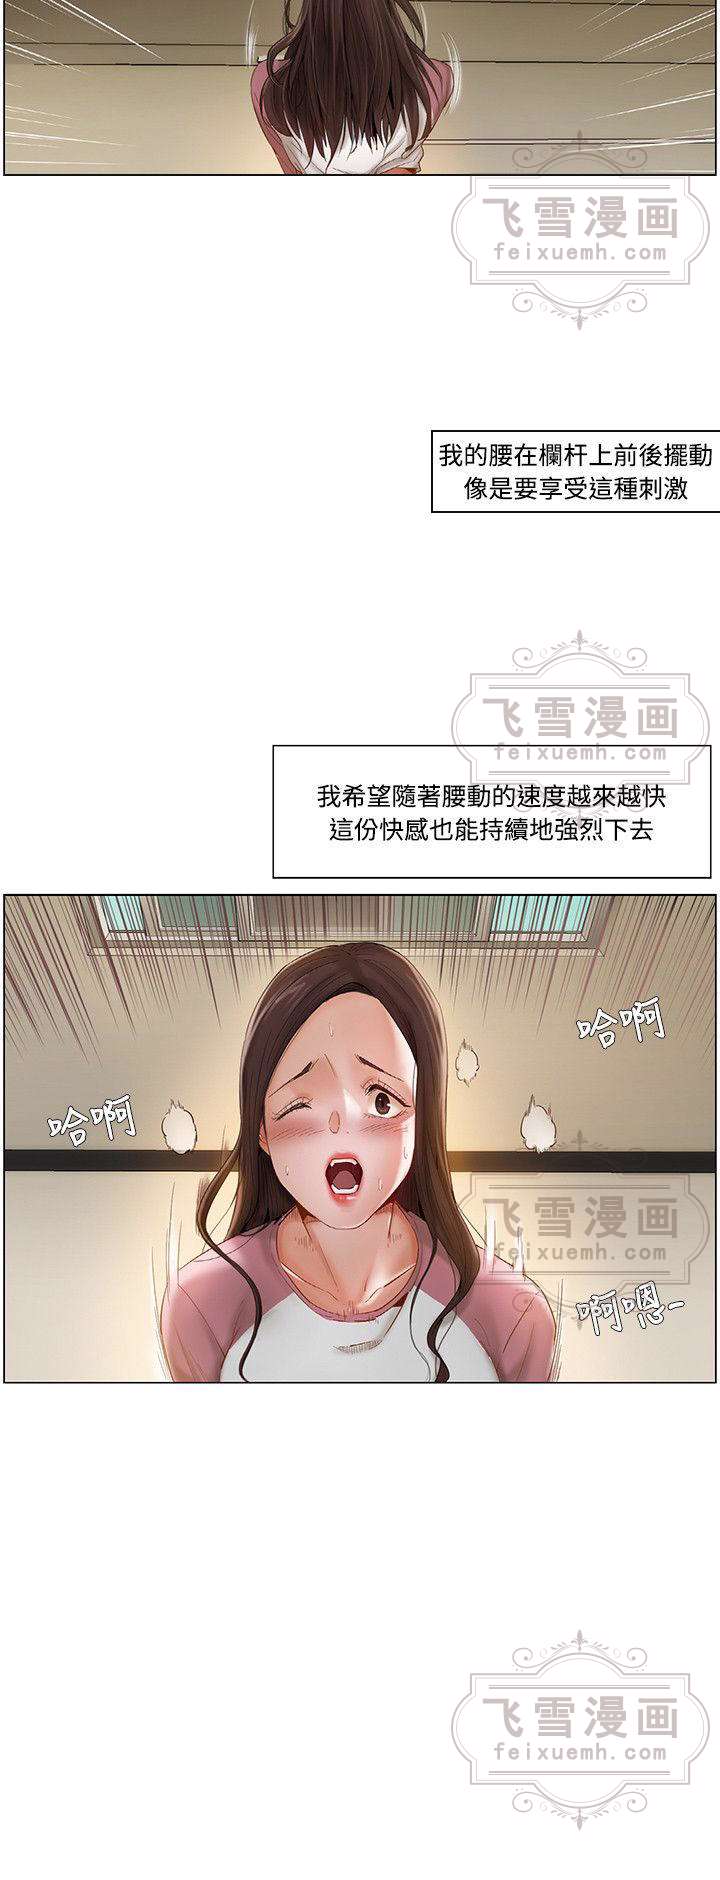 飞雪漫画
feixuemh.com
我的腰在欄杆上前後擺動
像是要享受這種刺激
飞雪漫画
feixuemh.com
我希望隨著腰動的速度越來越快
這份快感也能持續地強烈下去
哈啊
哈啊
飞雪漫画
feixuemh.com
啊嗯~
飞雪漫画
feixuemh.com